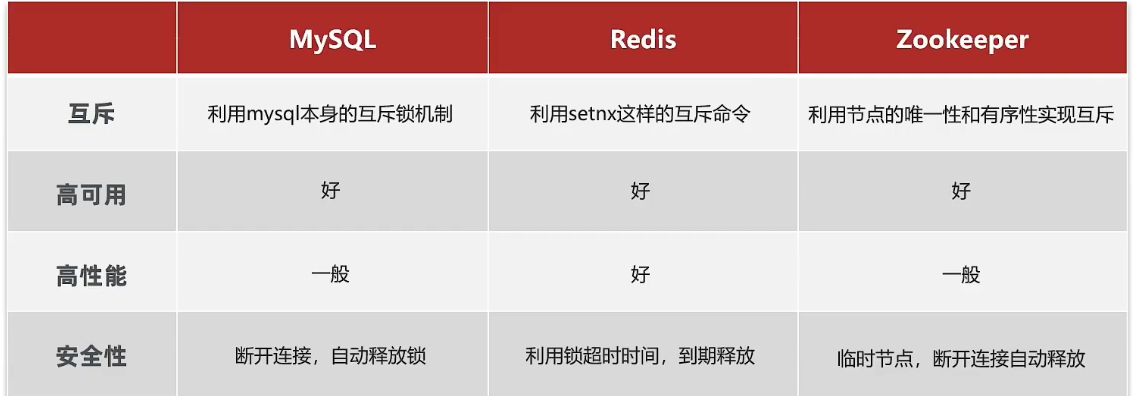 MySQL Redis Zookeeper
互斥 利用mysql本身的互斥锁机制 利用setnx这样的互斥命令 利用节点的唯一性和有序性实现互斥
高可用 好 好 好
高性能 一般 好 一般
安全性 断开连接，自动释放锁 利用锁超时时间，到期释放 临时节点，断开连接自动释放